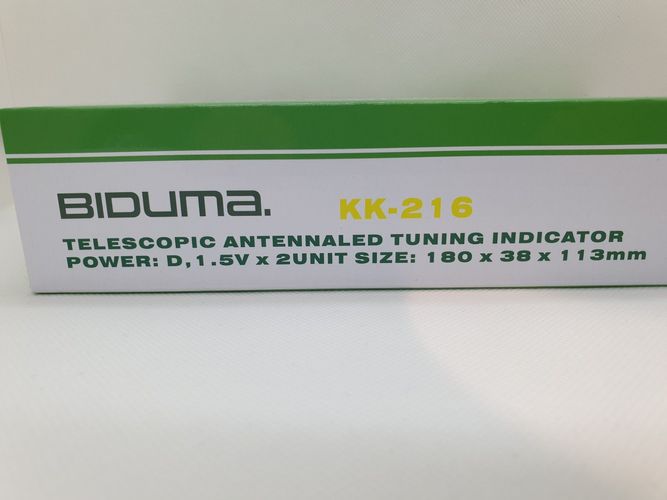 BIDUMA. KK-216
TELESCOPIC ANTENNALED TUNING INDICATOR
POWER: D,1.5V x 2UNIT SIZE: 180 x 38 x 113mm